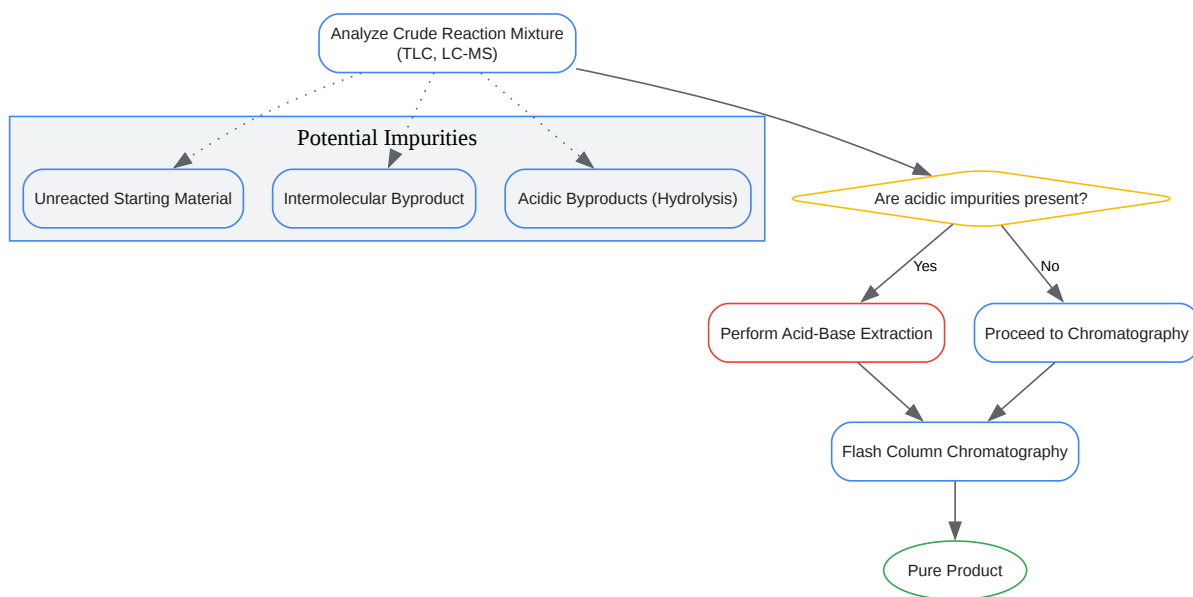 Analyze Crude Reaction Mixture
(TLC, LC-MS)
Potential Impurities
Unreacted Starting Material
Intermolecular Byproduct
Acidic Byproducts (Hydrolysis)
Are acidic impurities present?
Yes
No
Perform Acid-Base Extraction
Proceed to Chromatography
Flash Column Chromatography
Pure Product